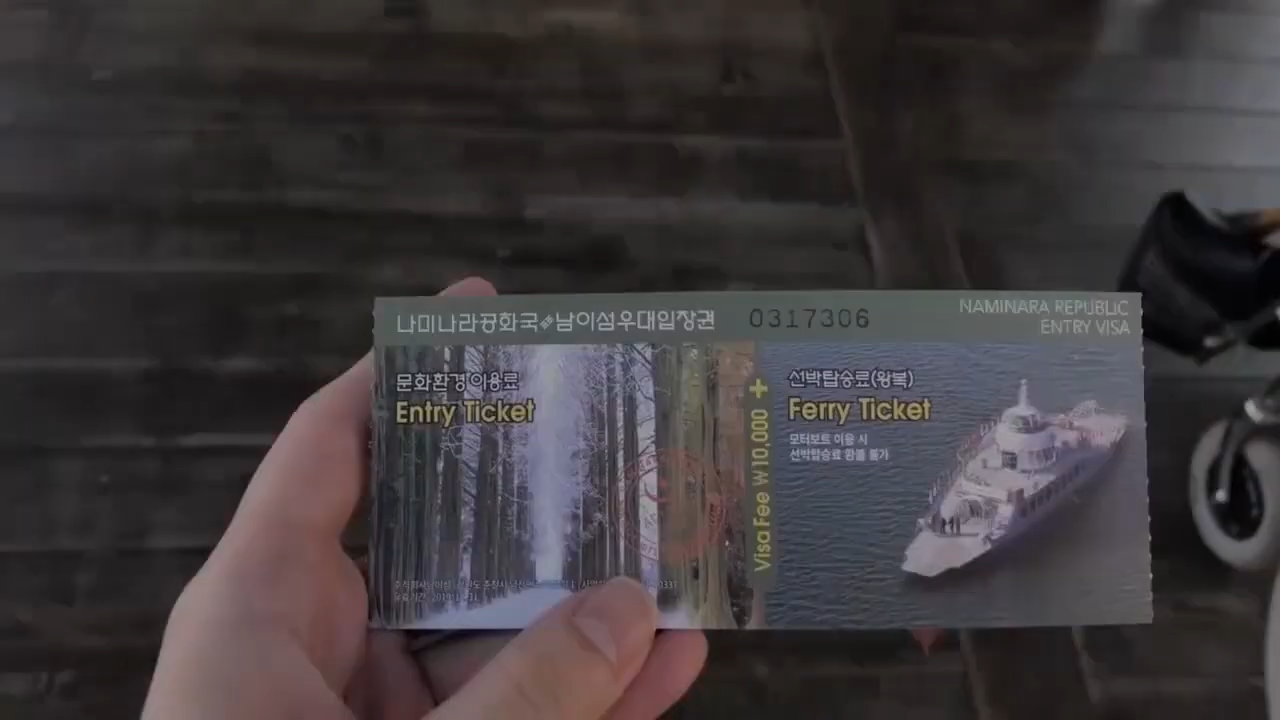 나미나라공화국 남이섬우대입장권
0317306
NAMINARA REPUBLIC
ENTRY VISA
문화환경이용료
Entry Ticket
Visa Fee ₩10,000 +
선박탑승료(왕복)
Ferry Ticket
모터보트 이용 시
선박탑승료 환불 불가